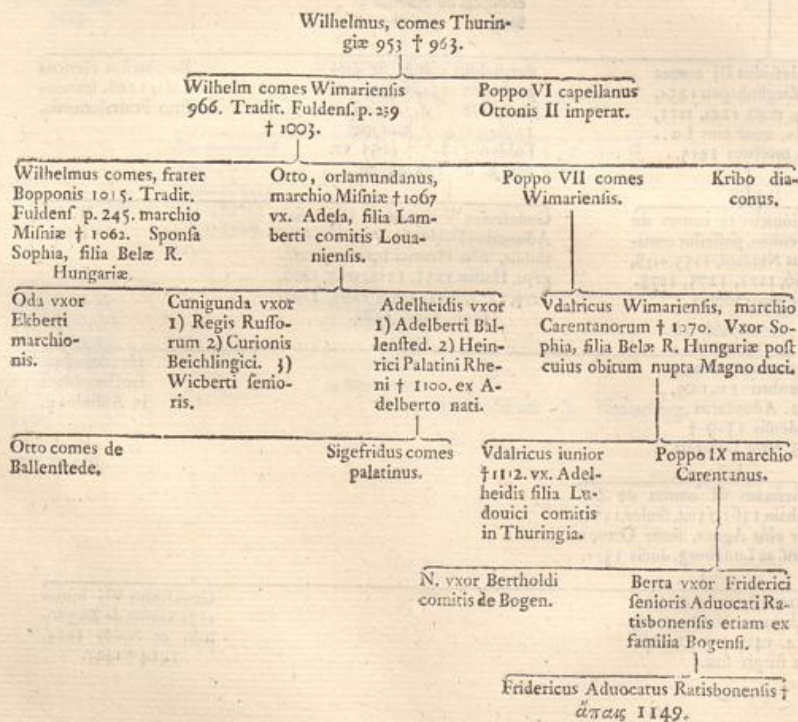 Wilhelmus, comes Thurin-
giæ 953 † 963.
Wilhelm comes Wimariensis
966. Tradit. Fuldens. p. 239
† 1003.
Poppo VI capellanus
Ottonis II imperat.
Wilhelmus comes, frater
Bopponis 1015. Tradit.
Fuldenſ p. 245. marchio
Miſniæ † 1062. Sponſa
Sophia, filia Belæ R.
Hungariæ.
Otto, orlamundanus,
marchio Miſniæ † 1067
vx. Adela, filia Lam-
berti comitis Loua-
nienſis.
Poppo VII comes
Wimarienſis.
Kribo dia-
conus.
Oda vxor
Ekberti
marchio-
nis.
Cunigunda vxor
1) Regis Ruſſo-
rum 2) Curionis
Beichlingici. 3)
Wicberti ſenio-
ris.
Adelheidis vxor
1) Adelberti Bal-
lenſted. 2) Hein-
rici Palatini Rhe-
ni † 1100. ex A-
delberto nati.
Vdalricus Wimarienſis, marchio
Carentanorum † 1070. Vxor So-
phia, filia Belæ R. Hungariæ poſt
cuius obitum nupta Magno duci.
Otto comes de
Ballenſtede.
Sigefridus comes
palatinus.
Vdalricus iunior
† 1112. vx. Adel-
heidis filia Lu-
douici comitis
in Thuringia.
Poppo IX marchio
Carentanus.
N. vxor Bertholdi
comitis de Bogen.
Berta vxor Friderici
ſenioris Aduocati Ra-
tisbonenſis etiam ex
familia Bogenſi.
Fridericus Aduocatus Ratisbonenſis †
ἄπαις 1149.